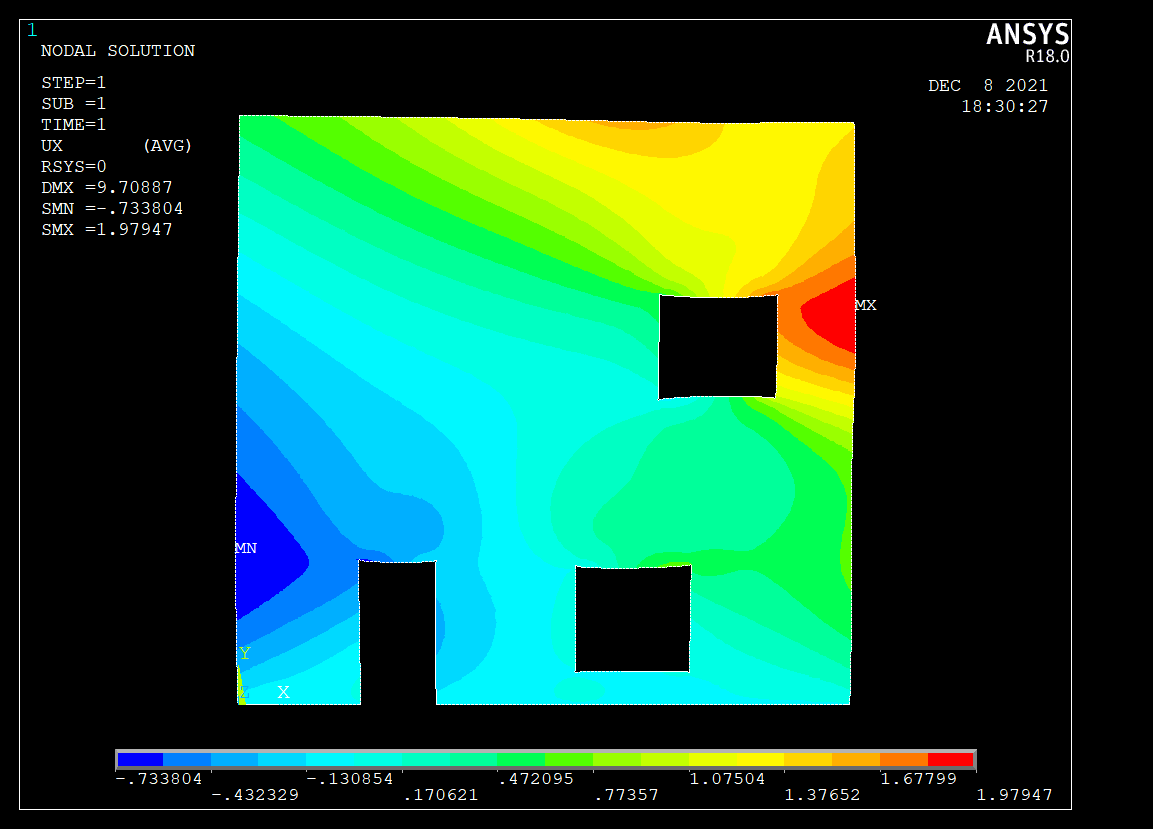 1
ANSYS
R18.0
NODAL SOLUTION
DEC 8 2021
18:30:27
STEP=1
SUB =1
TIME=1
UX (AVG)
RSYS=0
DMX =9.70887
SMN =-.733804
SMX =1.97947
MX
MN
Y
Z X
-.733804 -.130854 .472095 1.07504 1.67799
-.432329 .170621 .77357 1.37652 1.97947